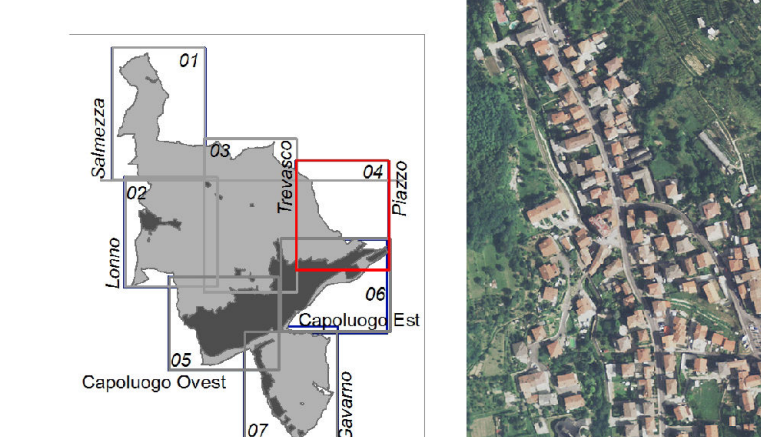 01
Salmezza
03
Trevasco
04
Piazzo
02
Lonno
06
Capoluogo Est
05
Capoluogo Ovest
Gavarno
07